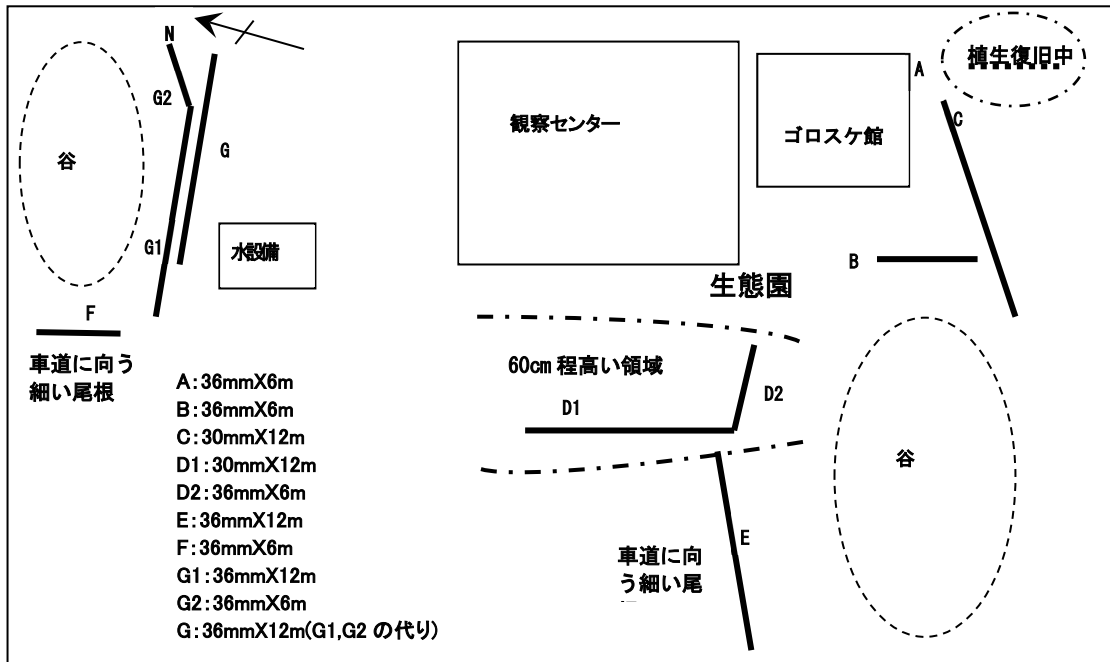 N
G2
G
谷
G1
水設備
F
車道に向う
細い尾根
観察センター
ゴロスケ館
A
植生復旧中
C
B
生態園
60cm 程高い領域
D1
D2
谷
E
車道に向
う細い尾
A:36mmX6m
B:36mmX6m
C:30mmX12m
D1:30mmX12m
D2:36mmX6m
E:36mmX12m
F:36mmX6m
G1:36mmX12m
G2:36mmX6m
G:36mmX12m(G1,G2 の代り)